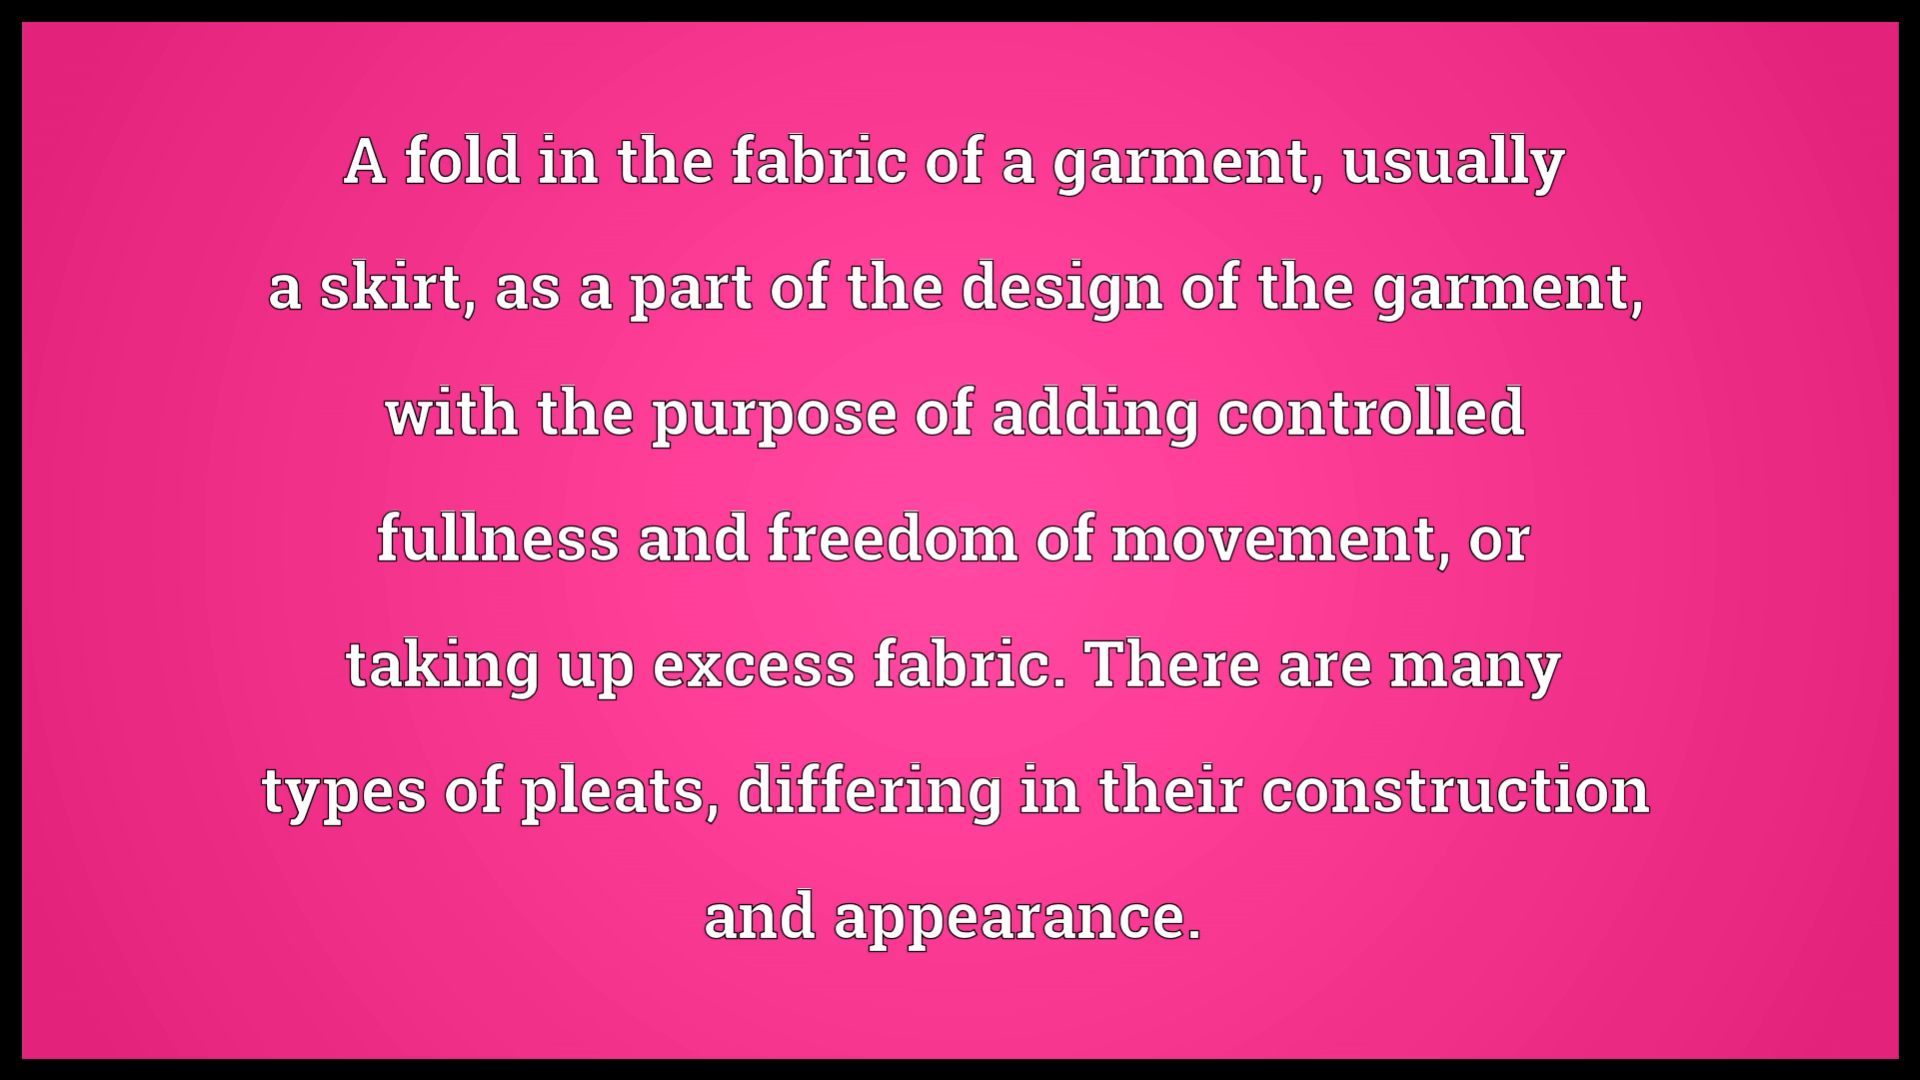 A fold in the fabric of a garment, usually
a skirt, as a part of the design of the garment,
with the purpose of adding controlled
fullness and freedom of movement, or
taking up excess fabric. There are many
types of pleats, differing in their construction
and appearance.